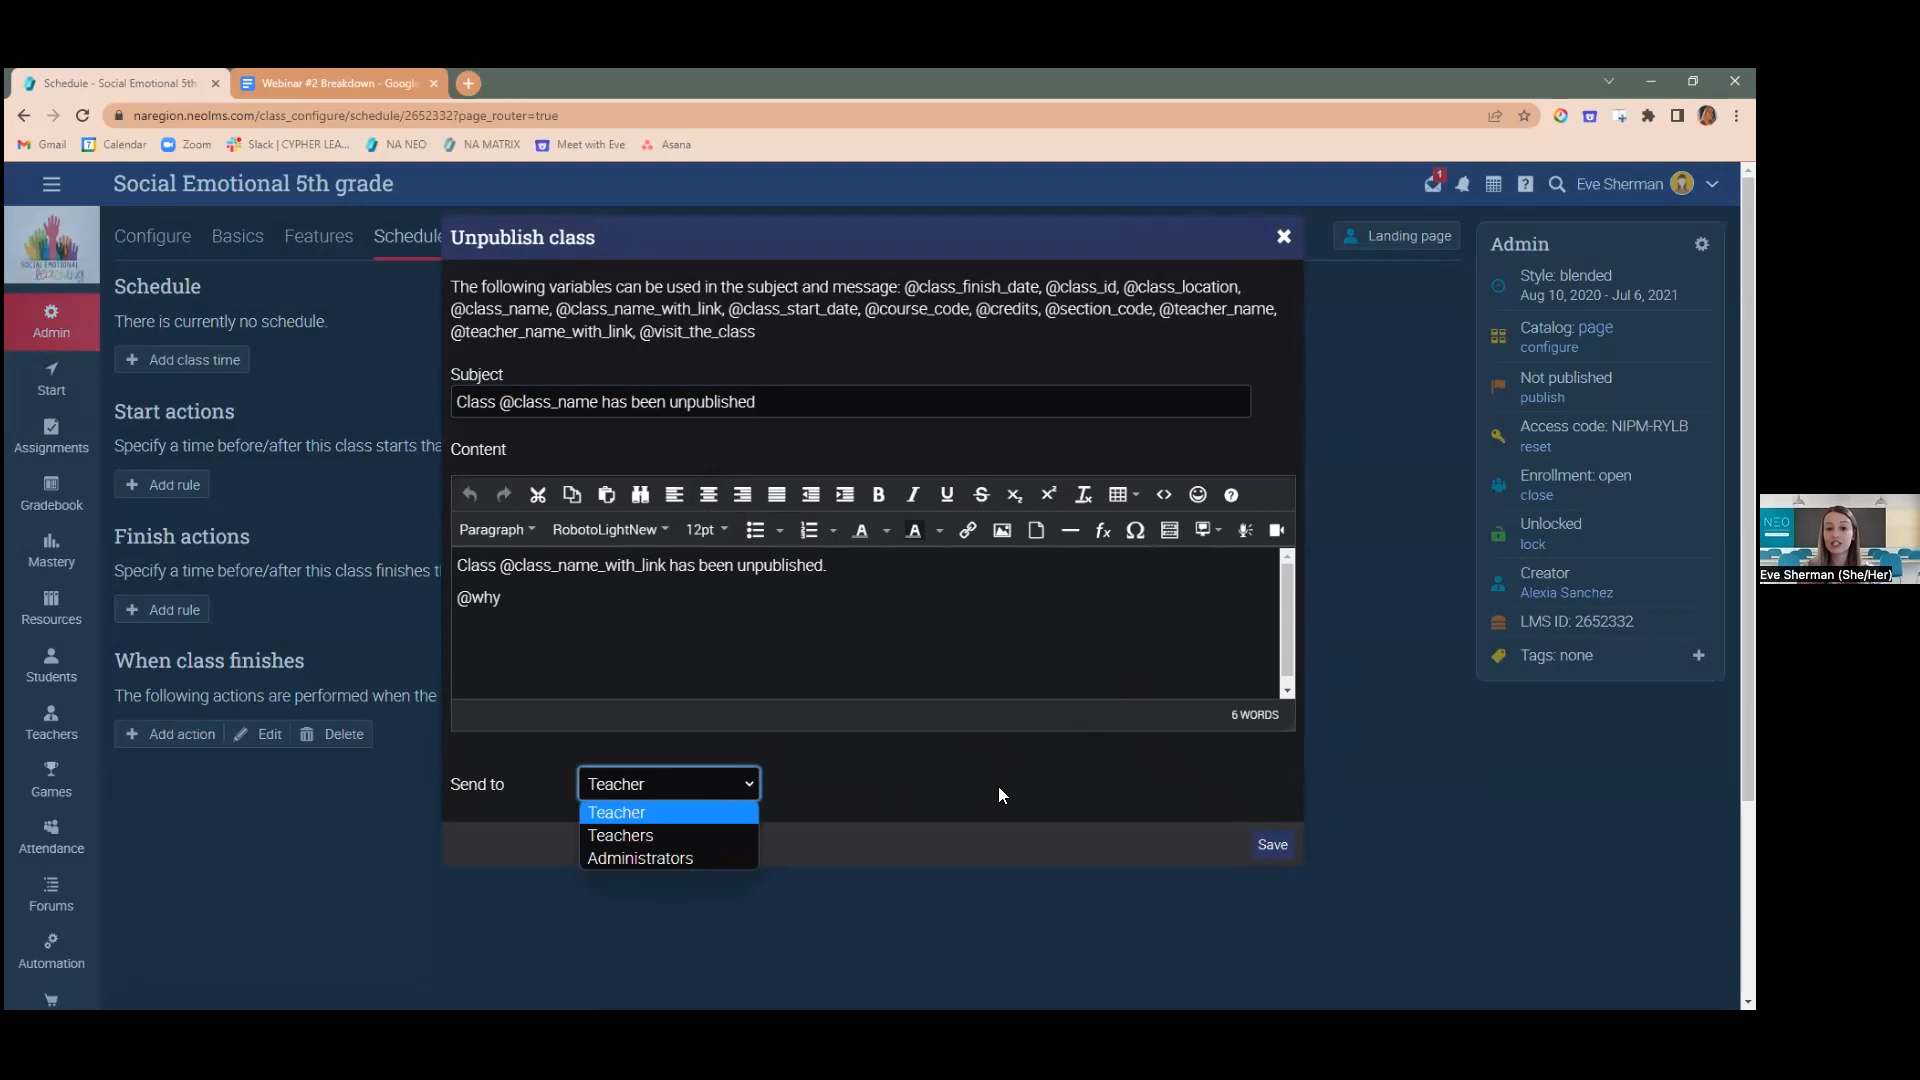 Schedule - Social Emotional 5th
Webinar #2 Breakdown - Google
naregion.neolms.com/class_configure/schedule/2652332?page_router=true
Gmail
Calendar
Zoom
Slack | CYPHER LEA...
NA NEO
NA MATRIX
Meet with Eve
Asana
Social Emotional 5th grade
1
Eve Sherman
SOCIAL EMOTIONAL
learning
Admin
Start
Assignments
Gradebook
Mastery
Resources
Students
Teachers
Games
Attendance
Forums
Automation
Configure
Basics
Features
Schedule
Landing page
Schedule
There is currently no schedule.
+ Add class time
Start actions
Specify a time before/after this class starts tha
+ Add rule
Finish actions
Specify a time before/after this class finishes t
+ Add rule
When class finishes
The following actions are performed when the
+ Add action
Edit
Delete
Unpublish class
The following variables can be used in the subject and message: @class_finish_date, @class_id, @class_location,
@class_name, @class_name_with_link, @class_start_date, @course_code, @credits, @section_code, @teacher_name,
@teacher_name_with_link, @visit_the_class
Subject
Class @class_name has been unpublished
Content
Paragraph
RobotoLightNew
12pt
Class @class_name_with_link has been unpublished.
@why
6 WORDS
Send to
Teacher
Teacher
Teachers
Administrators
Save
Admin
Style: blended
Aug 10, 2020 - Jul 6, 2021
Catalog: page
configure
Not published
publish
Access code: NIPM-RYLB
reset
Enrollment: open
close
Unlocked
lock
Creator
Alexia Sanchez
LMS ID: 2652332
Tags: none
NEO
Eve Sherman (She/Her)